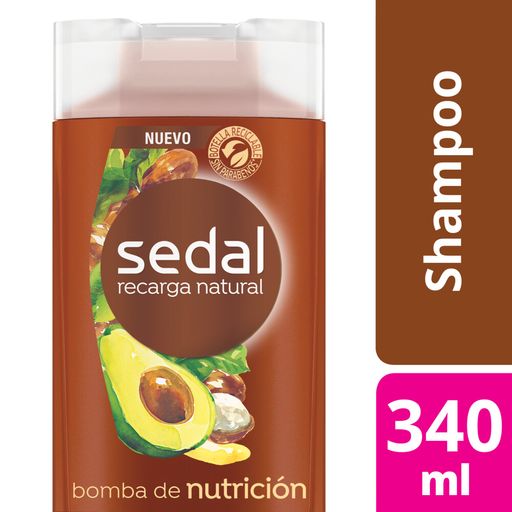 NUEVO
BOTELLA RECICLABLE
SIN PARABENOS
sedal
recarga natural
bomba de nutrición
Shampoo
340
ml